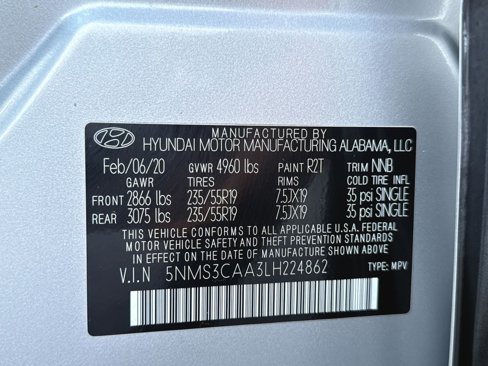 MANUFACTURED BY
HYUNDAI MOTOR MANUFACTURING ALABAMA, LLC
Feb/06/20 GVWR 4960 lbs PAINT R2T TRIM NNB
GAWR TIRES RIMS COLD TIRE INFL
FRONT 2866 lbs 235/55R19 7.5JX19 35 psi SINGLE
REAR 3075 lbs 235/55R19 7.5JX19 35 psi SINGLE
THIS VEHICLE CONFORMS TO ALL APPLICABLE U.S.A. FEDERAL
MOTOR VEHICLE SAFETY AND THEFT PREVENTION STANDARDS
IN EFFECT ON THE DATE OF MANUFACTURE SHOWN ABOVE.
V.I.N 5NMS3CAA3LH224862 TYPE: MPV